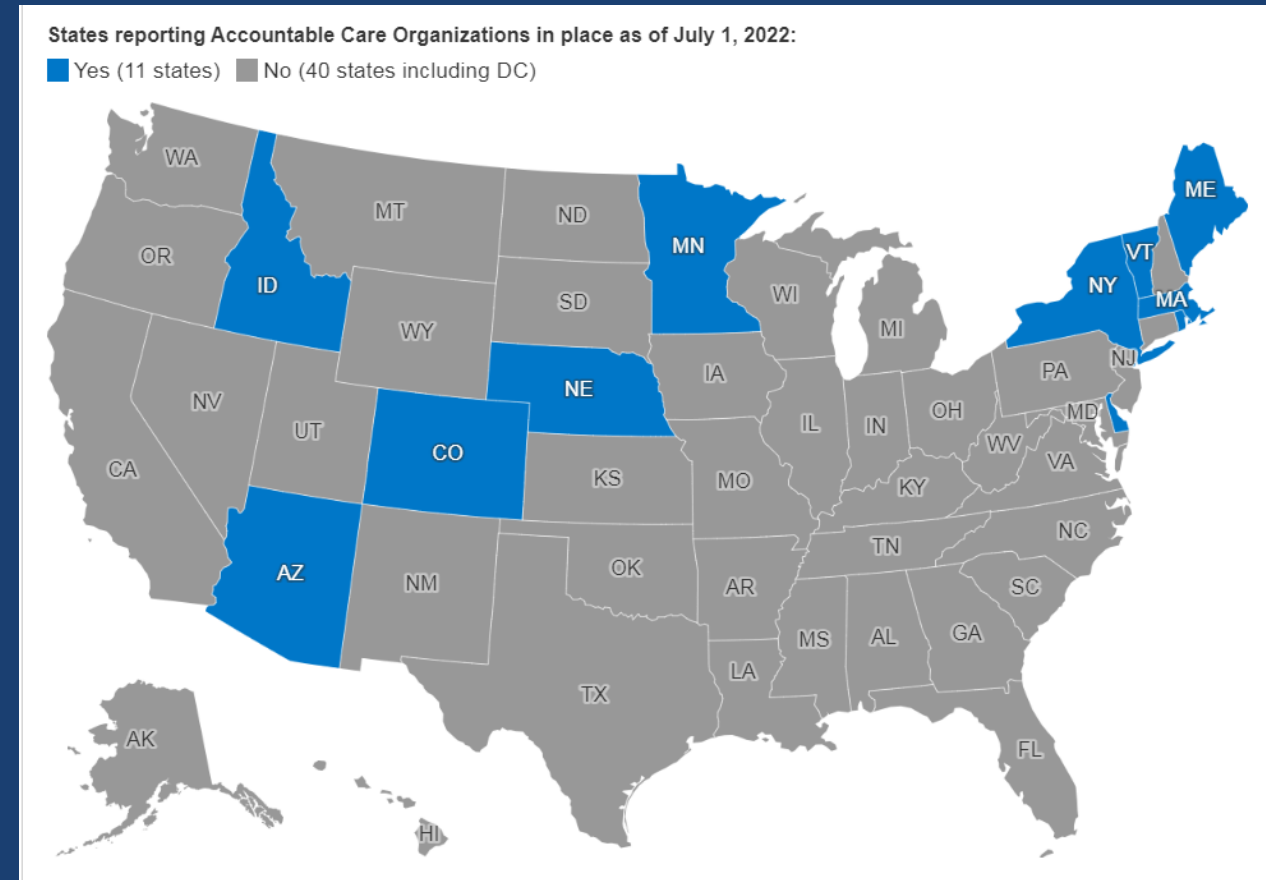 States reporting Accountable Care Organizations in place as of July 1, 2022:
Yes (11 states) No (40 states including DC)
WA
ME
MT
ND
MN
VT
OR
ID
NY
SD
WI
MA
WY
MI
IA
PA
NJ
NE
NV
OH
MD
UT
IL
IN
CO
WV
VA
CA
KS
MO
KY
NC
TN
AZ
OK
NM
AR
SC
MS
AL
GA
LA
TX
AK
FL
HI